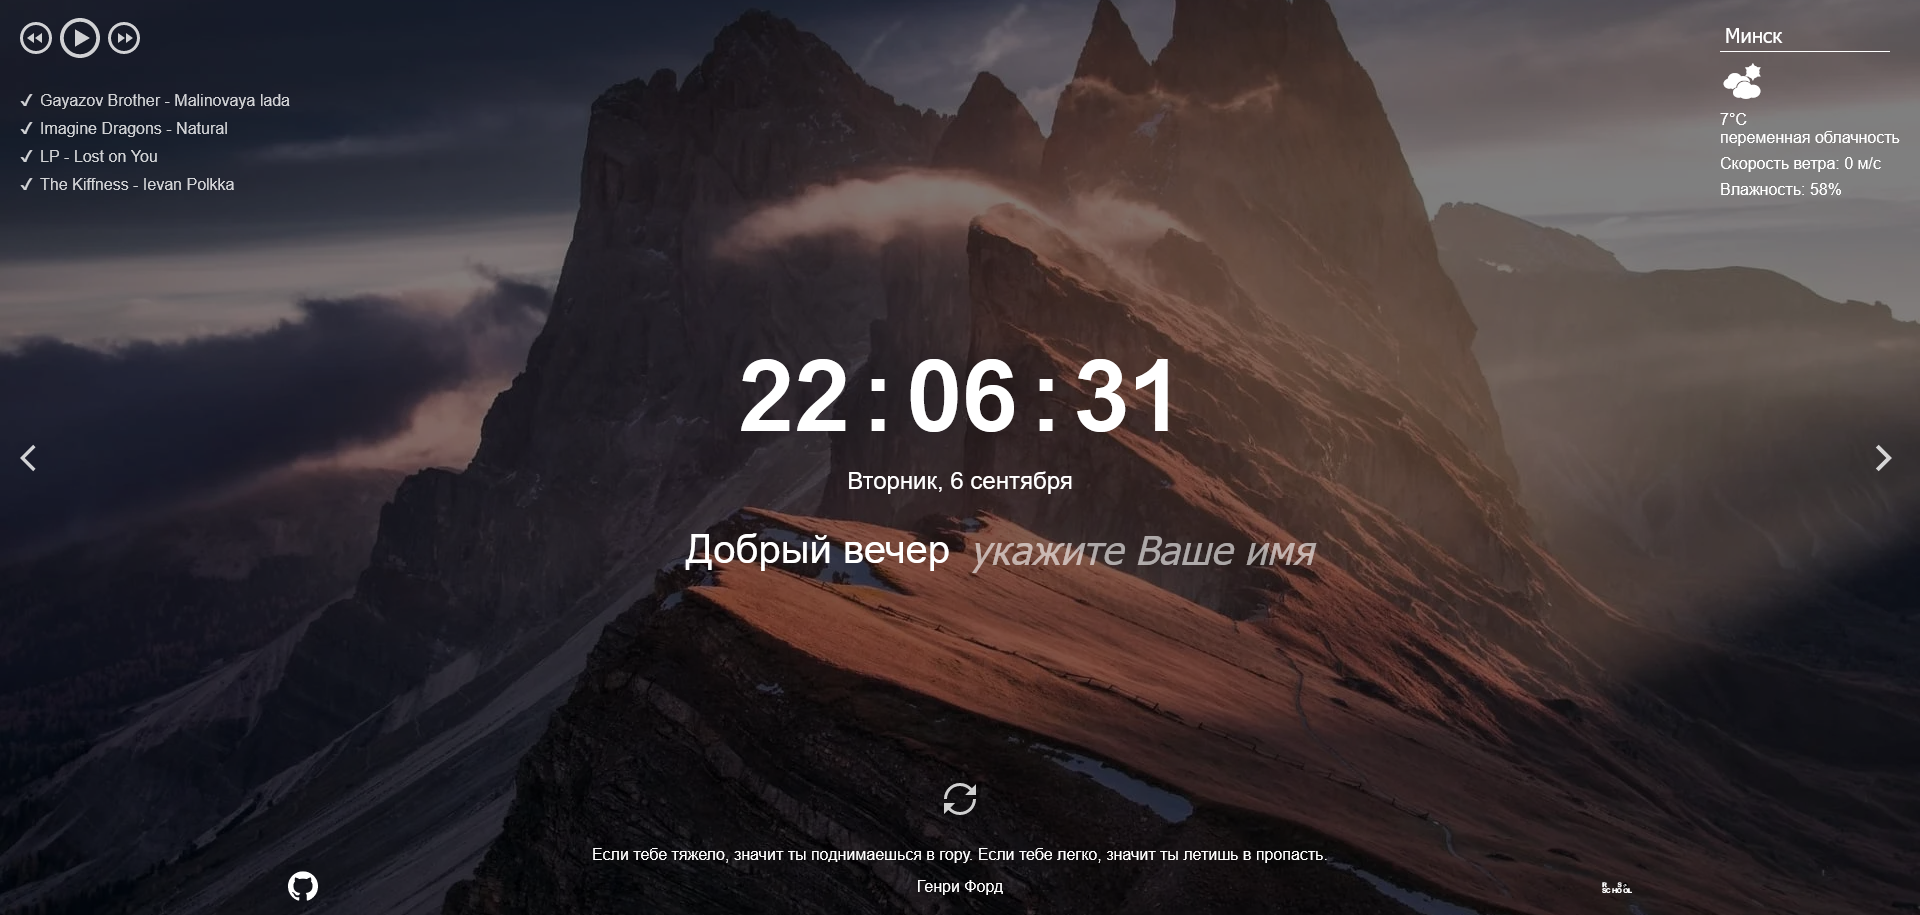 ✓ Gayazov Brother - Malinovaya lada
✓ Imagine Dragons - Natural
✓ LP - Lost on You
✓ The Kiffness - Ievan Polkka
Минск
7°C
переменная облачность
Скорость ветра: 0 м/с
Влажность: 58%
22:06:31
Вторник, 6 сентября
Добрый вечер укажите Ваше имя
Если тебе тяжело, значит ты поднимаешься в гору. Если тебе легко, значит ты летишь в пропасть.
Генри Форд
R S
SCHOOL